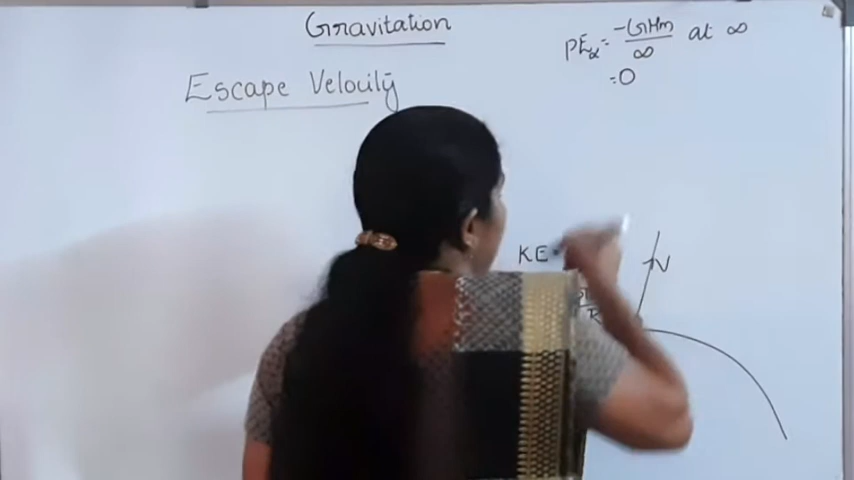 Gravitation
PE∝ = -GMm/∞ at ∞
= 0
Escape Velocity
KE
V
R